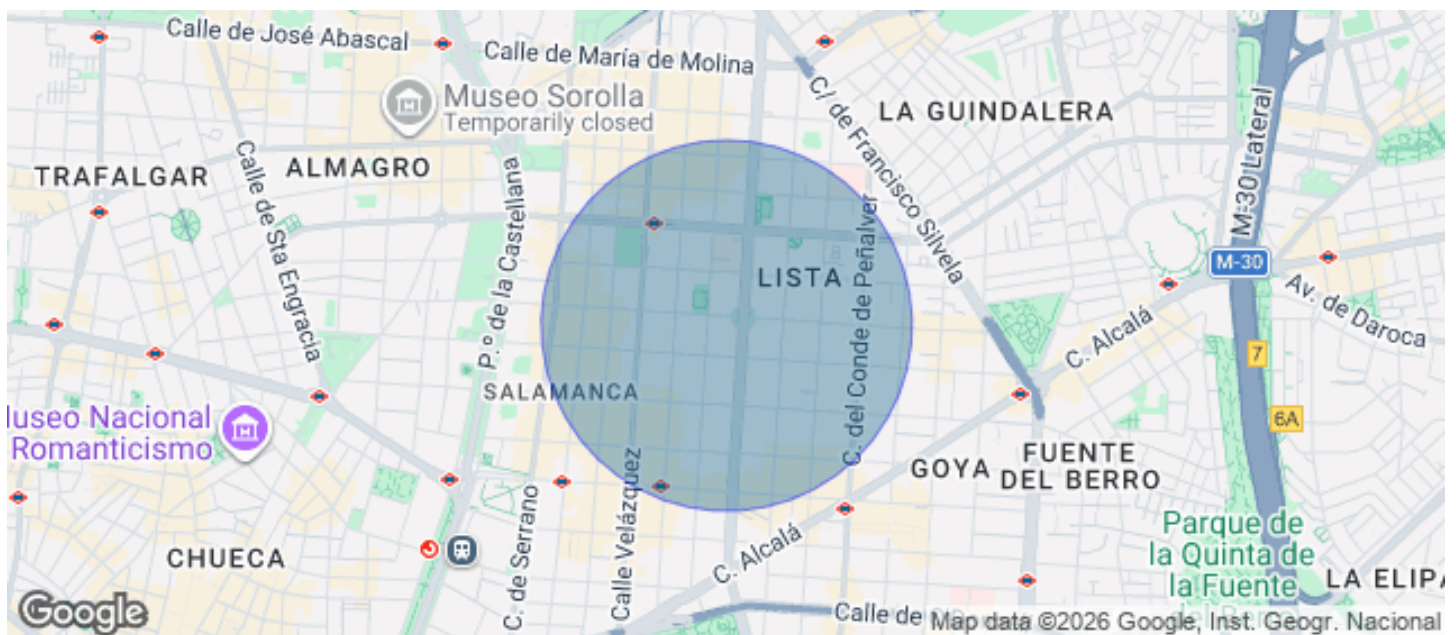 Calle de José Abascal
Calle de María de Molina
Museo Sorolla
Temporarily closed
C/ de Francisco Silvela
LA GUINDALERA
M-30 Lateral
TRAFALGAR
ALMAGRO
Calle de Sta Engracia
P.º de la Castellana
LISTA
C. del Conde de Peñalver
M-30
Av. de Daroca
C. Alcalá
7
SALAMANCA
6A
Museo Nacional
Romanticismo
GOYA
FUENTE
DEL BERRO
Calle Velázquez
C. de Serrano
CHUECA
C. Alcalá
Parque de
la Quinta de
la Fuente
LA ELIPA
Calle de
Google
Map data ©2026 Google, Inst. Geogr. Nacional